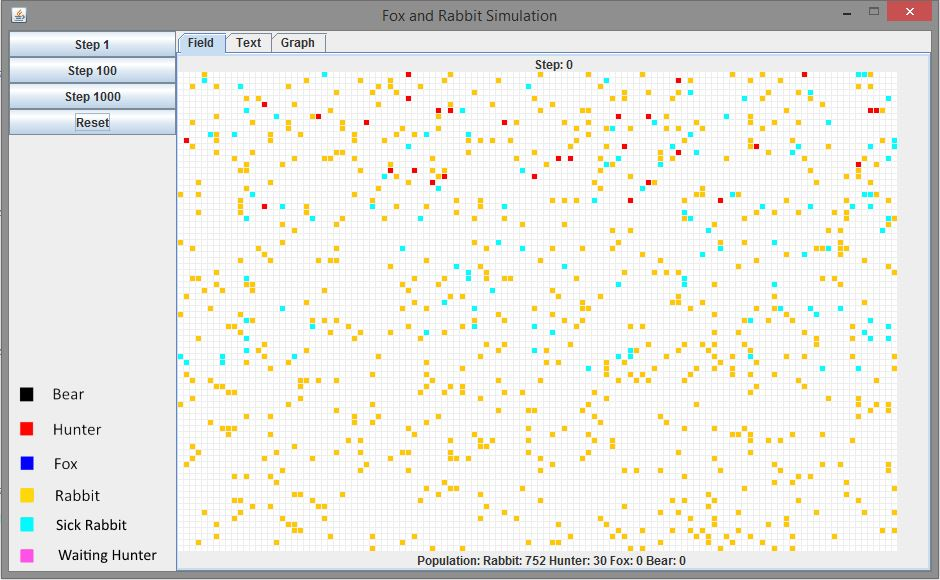 Fox and Rabbit Simulation
Step 1
Step 100
Step 1000
Reset
Field Text Graph
Step: 0
Bear
Hunter
Fox
Rabbit
Sick Rabbit
Waiting Hunter
Population: Rabbit: 752 Hunter: 30 Fox: 0 Bear: 0